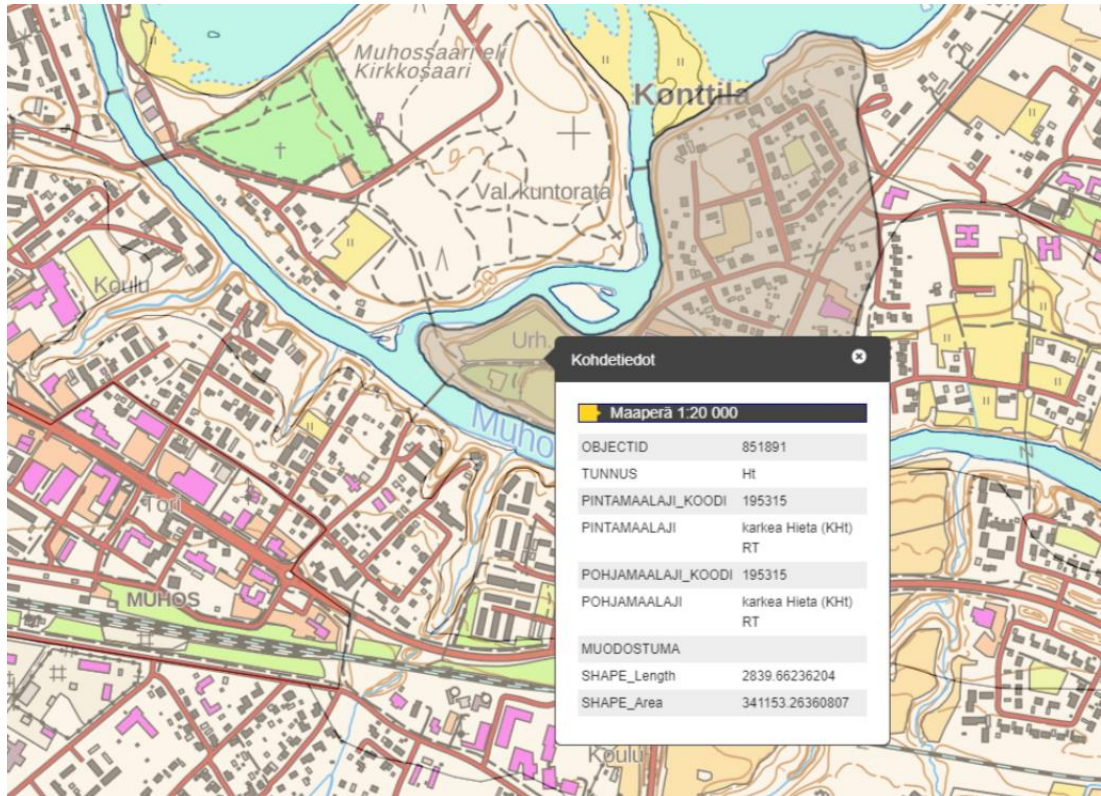 Muhossaari eli
Kirkkosaari
Konttila
Val. kuntorata
Koulu
Urh.
Kohdetiedot
Maaperä 1:20 000
OBJECTID 851891
TUNNUS Ht
PINTAMAALAJI_KOODI 195315
PINTAMAALAJI karkea Hieta (KHt)
RT
POHJAMAALAJI_KOODI 195315
POHJAMAALAJI karkea Hieta (KHt)
RT
MUODOSTUMA
SHAPE_Length 2839.66236204
SHAPE_Area 341153.26360807
Muho
Tori
MUHOS
Koulu